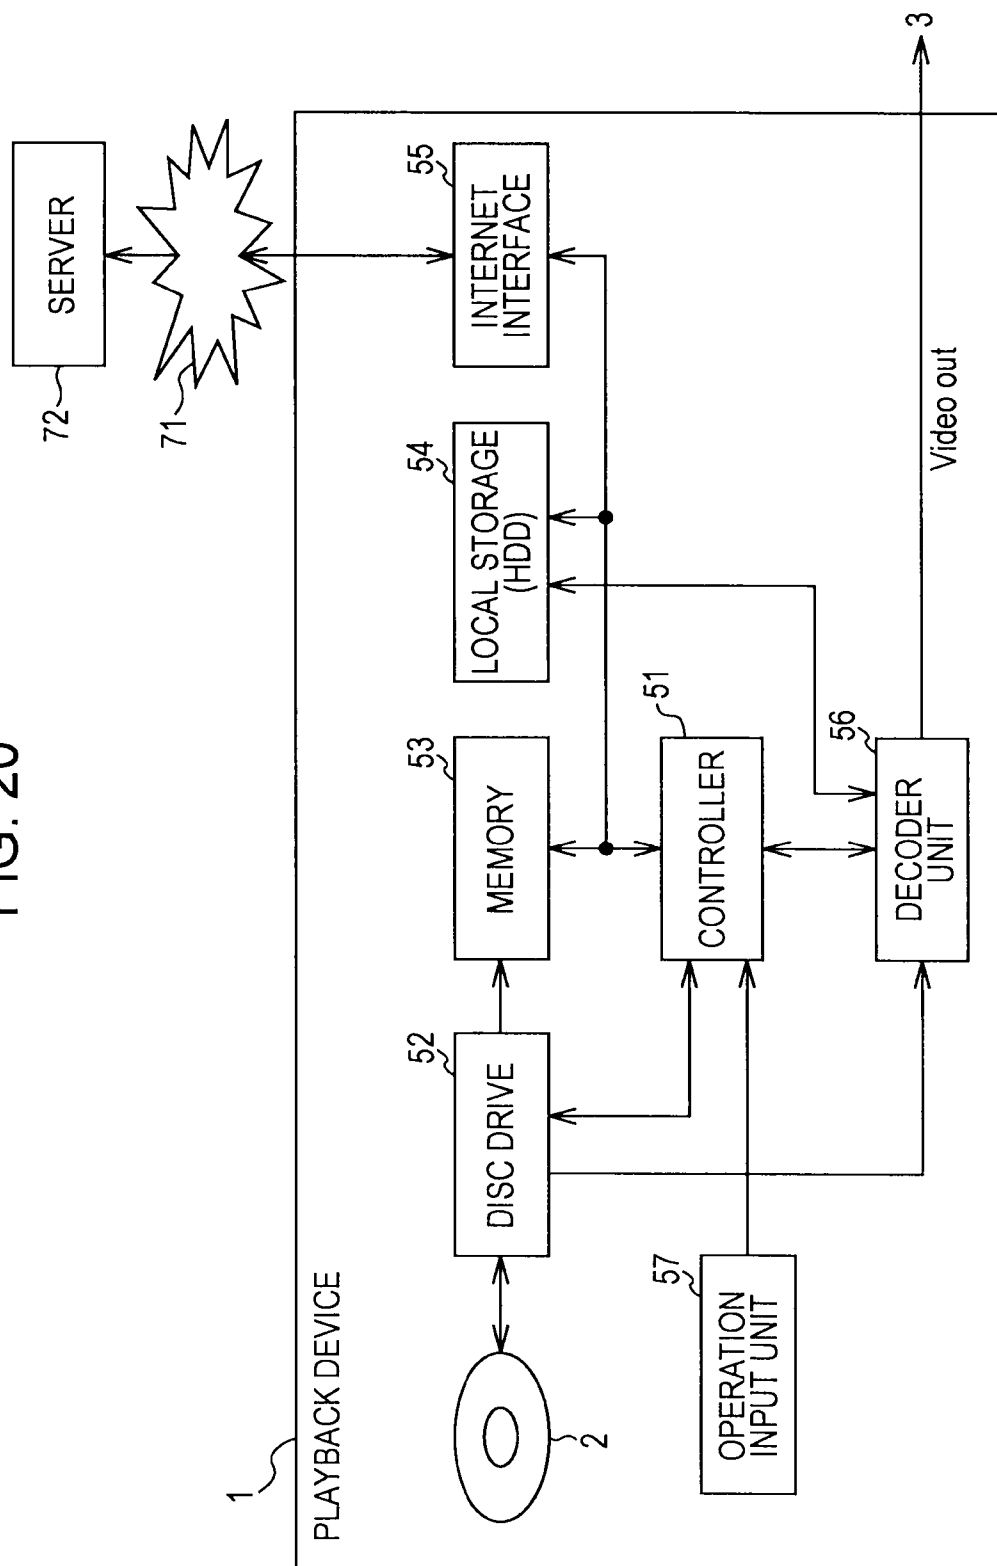 FIG.
72
SERVER
71
1
PLAYBACK DEVICE
52
53
54
55
DISC DRIVE
MEMORY
LOCAL STORAGE
(HDD)
INTERNET
INTERFACE
2
51
57
CONTROLLER
OPERATION
INPUT UNIT
56
DECODER
UNIT
Video out
3